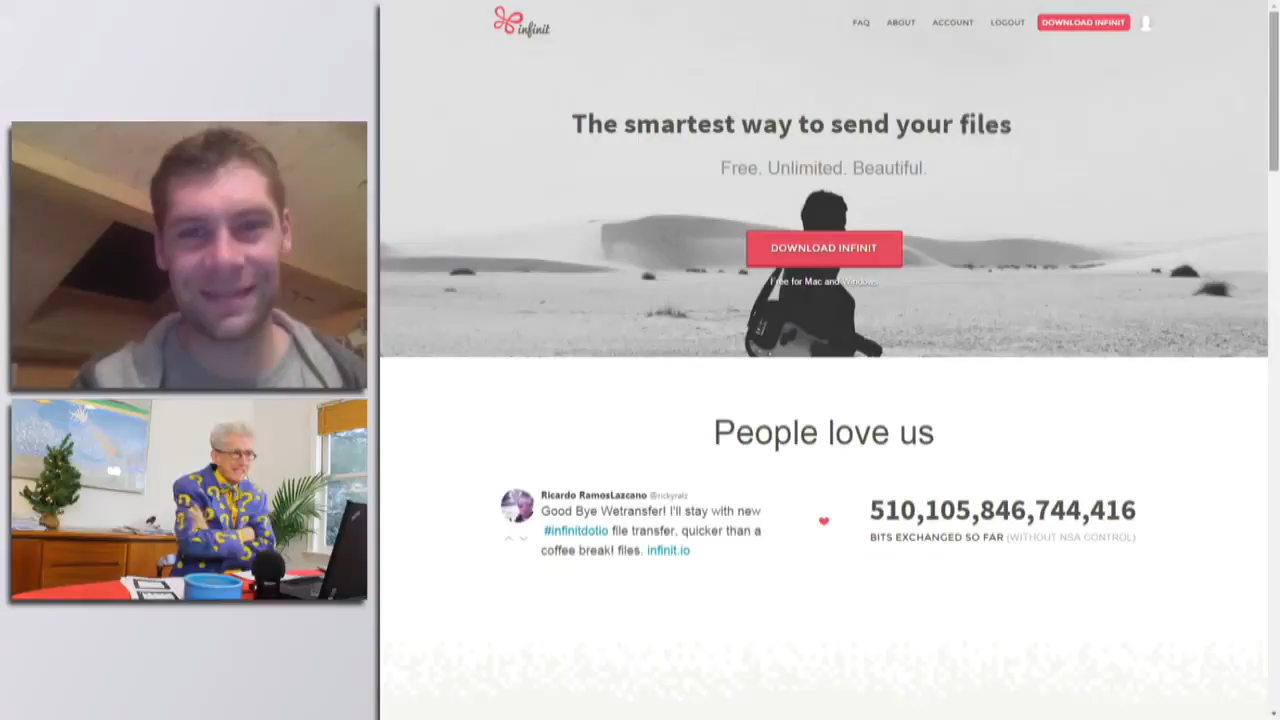 infinit
FAQ ABOUT ACCOUNT LOGOUT DOWNLOAD INFINIT
The smartest way to send your files
Free. Unlimited. Beautiful.
DOWNLOAD INFINIT
Free for Mac and Windows
People love us
Ricardo RamosLazcano @rickyralz
Good Bye Wetransfer! I'll stay with new
#infinitdotio file transfer, quicker than a
coffee break! files. infinit.io
510,105,846,744,416
BITS EXCHANGED SO FAR (WITHOUT NSA CONTROL)
? ? ? ?